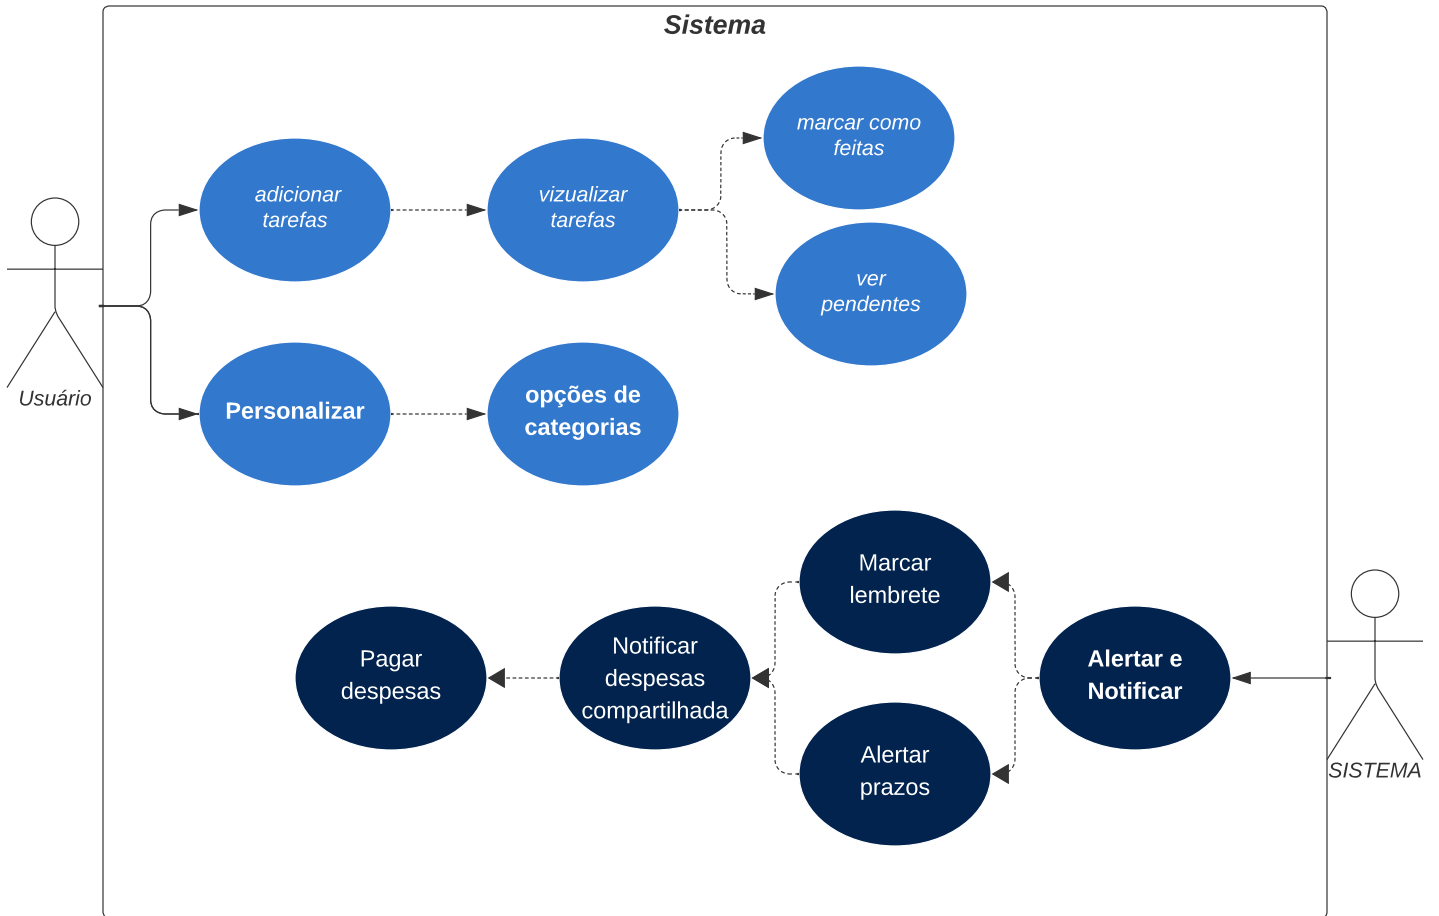 Sistema
marcar como
feitas
adicionar
tarefas
vizualizar
tarefas
ver
pendentes
Usuário
Personalizar
opções de
categorias
Marcar
lembrete
Pagar
despesas
Notificar
despesas
compartilhada
Alertar e
Notificar
Alertar
prazos
SISTEMA